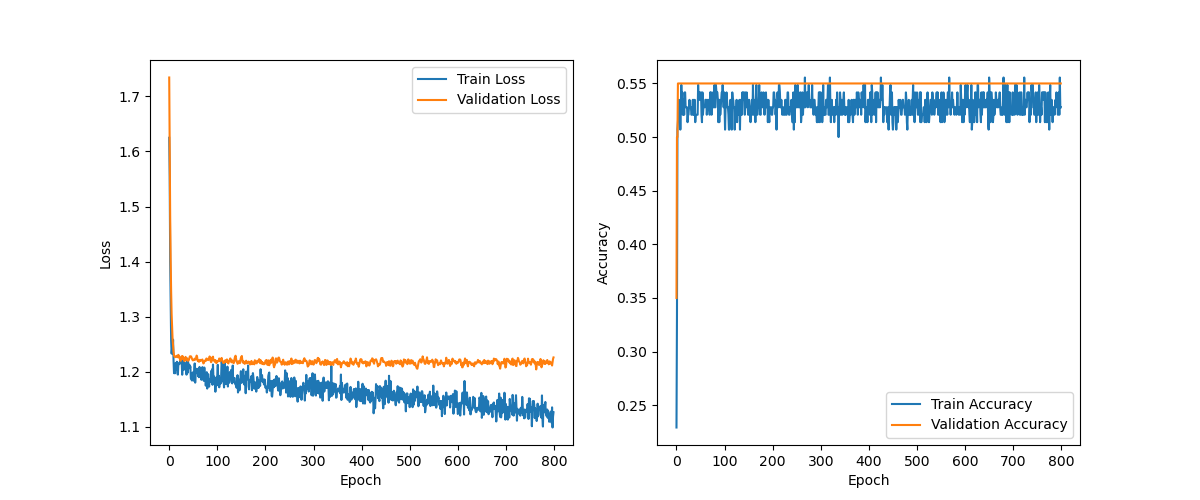 Train Loss
Validation Loss
1.7
1.6
1.5
1.4
1.3
1.2
1.1
Loss
0 100 200 300 400 500 600 700 800
Epoch
0.55
0.50
0.45
0.40
0.35
0.30
0.25
Accuracy
Train Accuracy
Validation Accuracy
0 100 200 300 400 500 600 700 800
Epoch